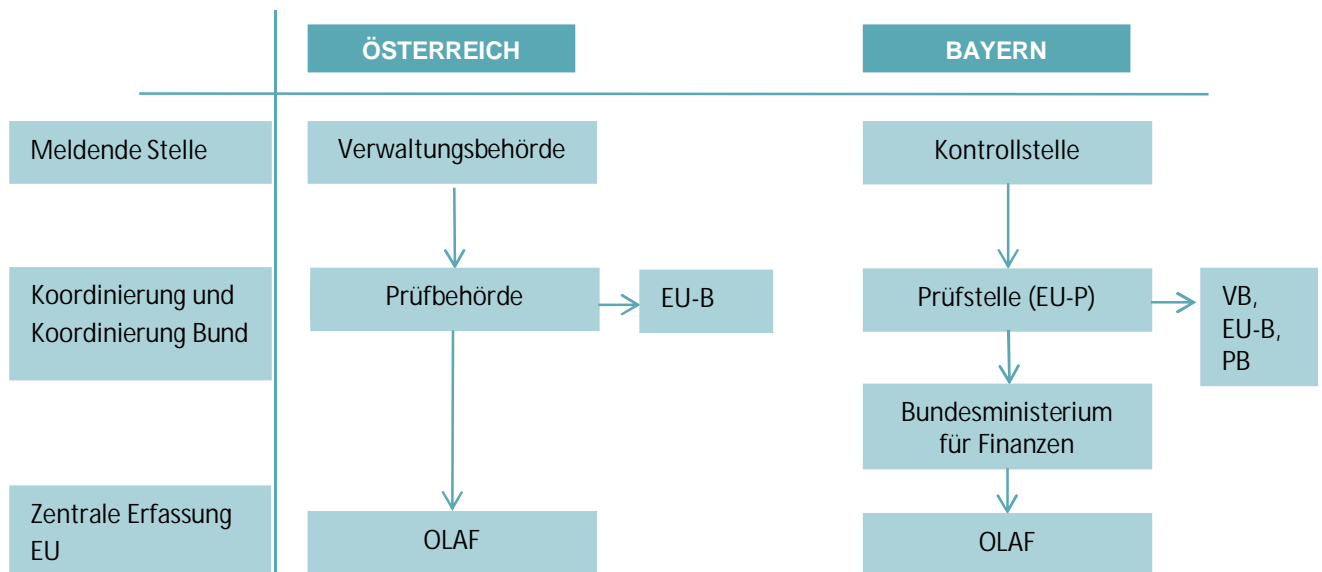 ÖSTERREICH
BAYERN
Meldende Stelle
Verwaltungsbehörde
Kontrollstelle
Koordinierung und
Koordinierung Bund
Prüfbehörde
EU-B
Prüfstelle (EU-P)
VB,
EU-B,
PB
Bundesministerium
für Finanzen
Zentrale Erfassung
EU
OLAF
OLAF